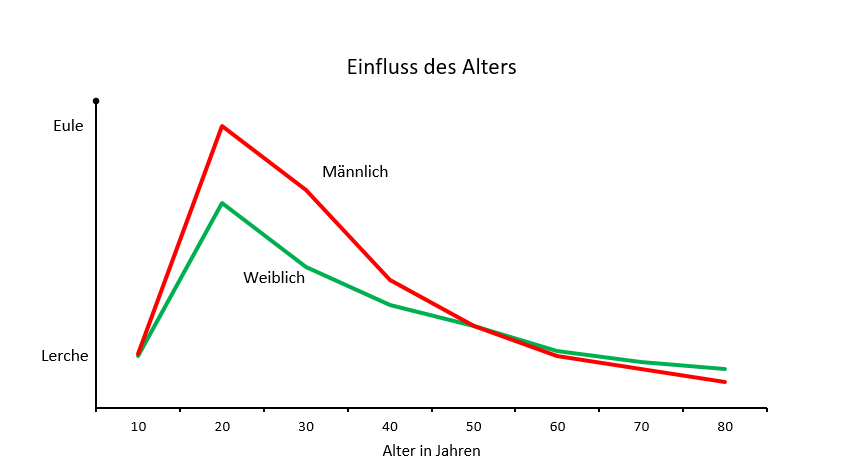 Einfluss des Alters
Eule
Männlich
Weiblich
Lerche
10 20 30 40 50 60 70 80
Alter in Jahren